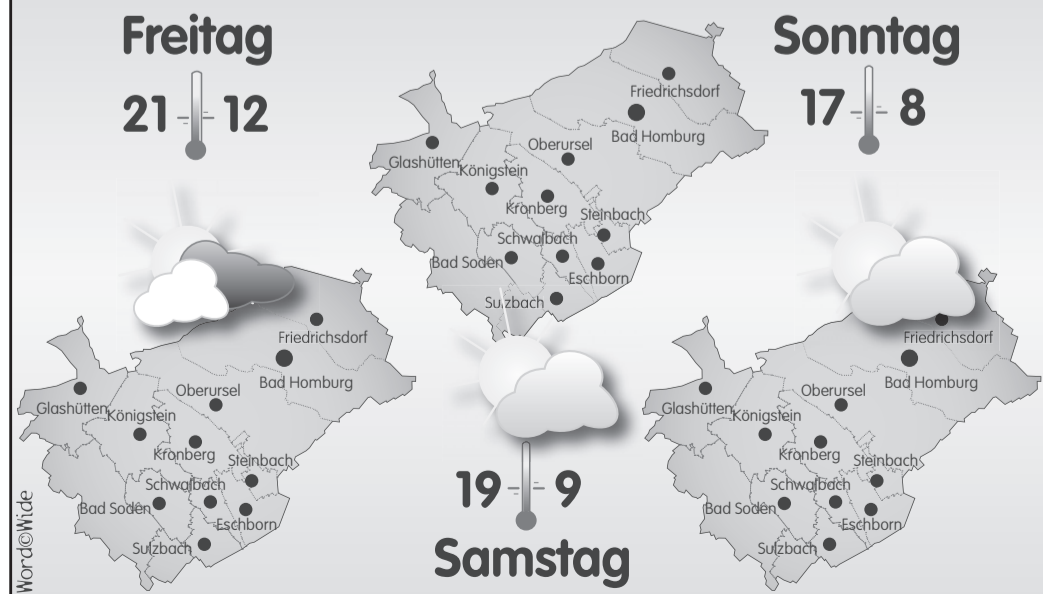 Freitag
21 12
Friedrichsdorf
Bad Homburg
Oberursel
Glashütten
Königstein
Kronberg
Steinbach
Schwalbach
Bad Soden
Eschborn
Sulzbach
Friedrichsdorf
Bad Homburg
Oberursel
Glashütten
Königstein
Kronberg
Steinbach
Schwalbach
Bad Soden
Eschborn
Sulzbach
19 9
Samstag
Sonntag
17 8
Friedrichsdorf
Bad Homburg
Oberursel
Glashütten
Königstein
Kronberg
Steinbach
Schwalbach
Bad Soden
Eschborn
Sulzbach
Word©Wide